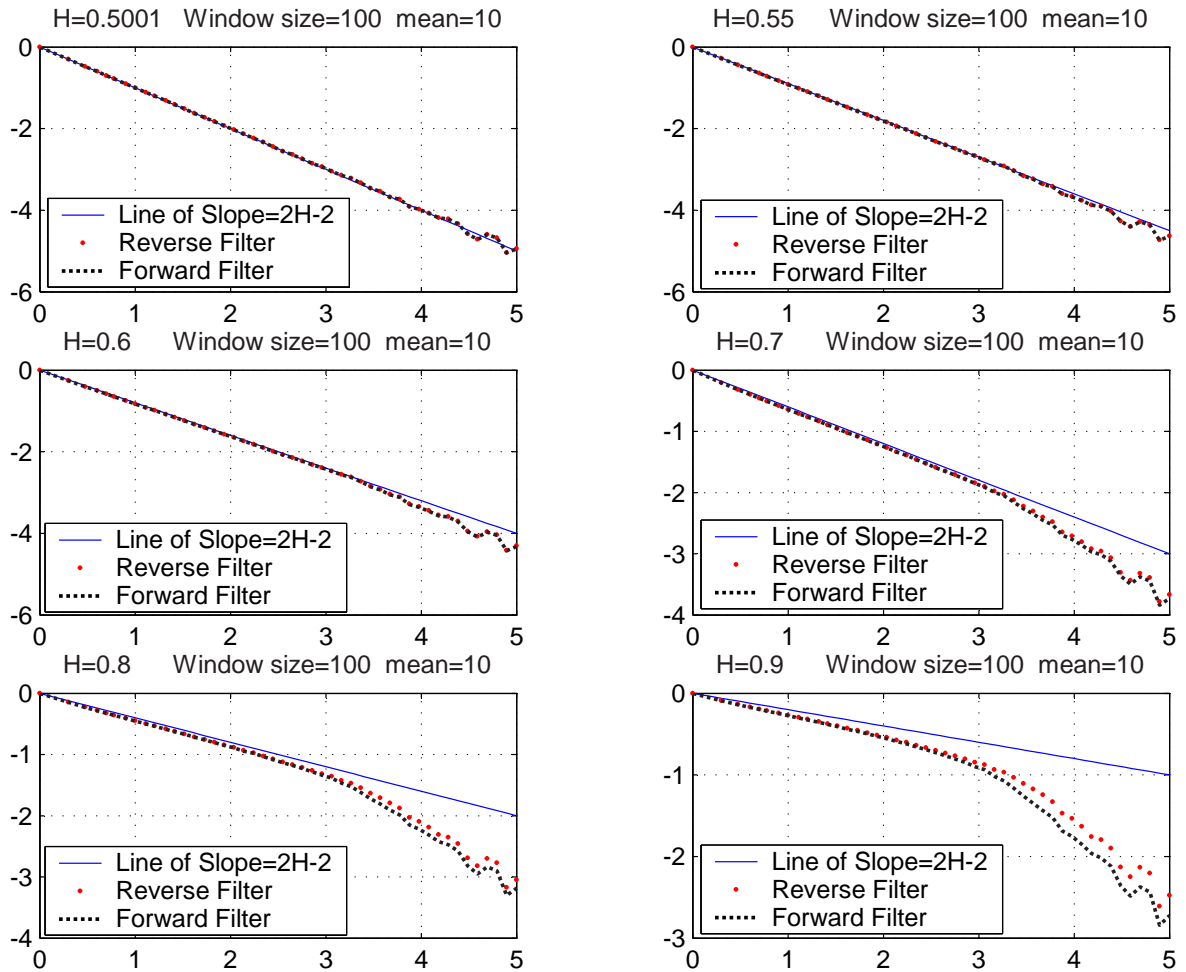 H=0.5001 Window size=100 mean=10
0
-2
-4
-6
Line of Slope=2H-2
Reverse Filter
Forward Filter
0 1 2 3 4 5
H=0.55 Window size=100 mean=10
0
-2
-4
-6
Line of Slope=2H-2
Reverse Filter
Forward Filter
0 1 2 3 4 5
H=0.6 Window size=100 mean=10
0
-2
-4
-6
Line of Slope=2H-2
Reverse Filter
Forward Filter
0 1 2 3 4 5
H=0.7 Window size=100 mean=10
0
-1
-2
-3
-4
Line of Slope=2H-2
Reverse Filter
Forward Filter
0 1 2 3 4 5
H=0.8 Window size=100 mean=10
0
-1
-2
-3
-4
Line of Slope=2H-2
Reverse Filter
Forward Filter
0 1 2 3 4 5
H=0.9 Window size=100 mean=10
0
-1
-2
-3
Line of Slope=2H-2
Reverse Filter
Forward Filter
0 1 2 3 4 5